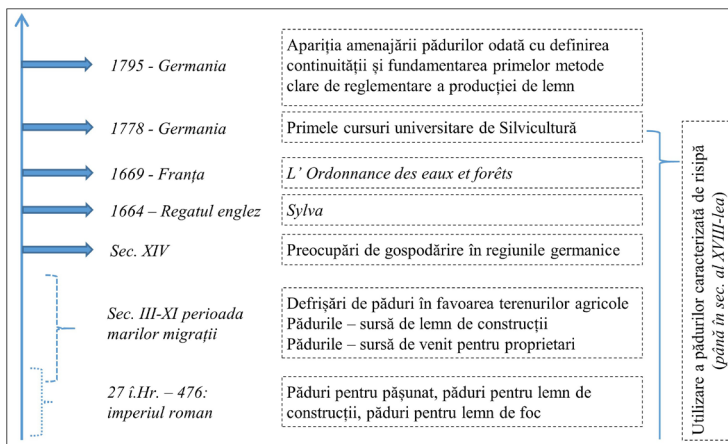 1795 - Germania
Apariția amenajării pădurilor odată cu definirea
continuității și fundamentarea primelor metode
clare de reglementare a producției de lemn
1778 - Germania
Primele cursuri universitare de Silvicultură
1669 - Franța
L’ Ordonnance des eaux et forêts
1664 – Regatul englez
Sylva
Sec. XIV
Preocupări de gospodărire în regiunile germanice
Sec. III-XI perioada
marilor migrații
Defrișări de păduri în favoarea terenurilor agricole
Pădurile – sursă de lemn de construcții
Pădurile – sursă de venit pentru proprietari
27 î.Hr. – 476:
imperiul roman
Păduri pentru pășunat, păduri pentru lemn de
construcții, păduri pentru lemn de foc
Utilizare a pădurilor caracterizată de risipă
(până în sec. al XVIII-lea)